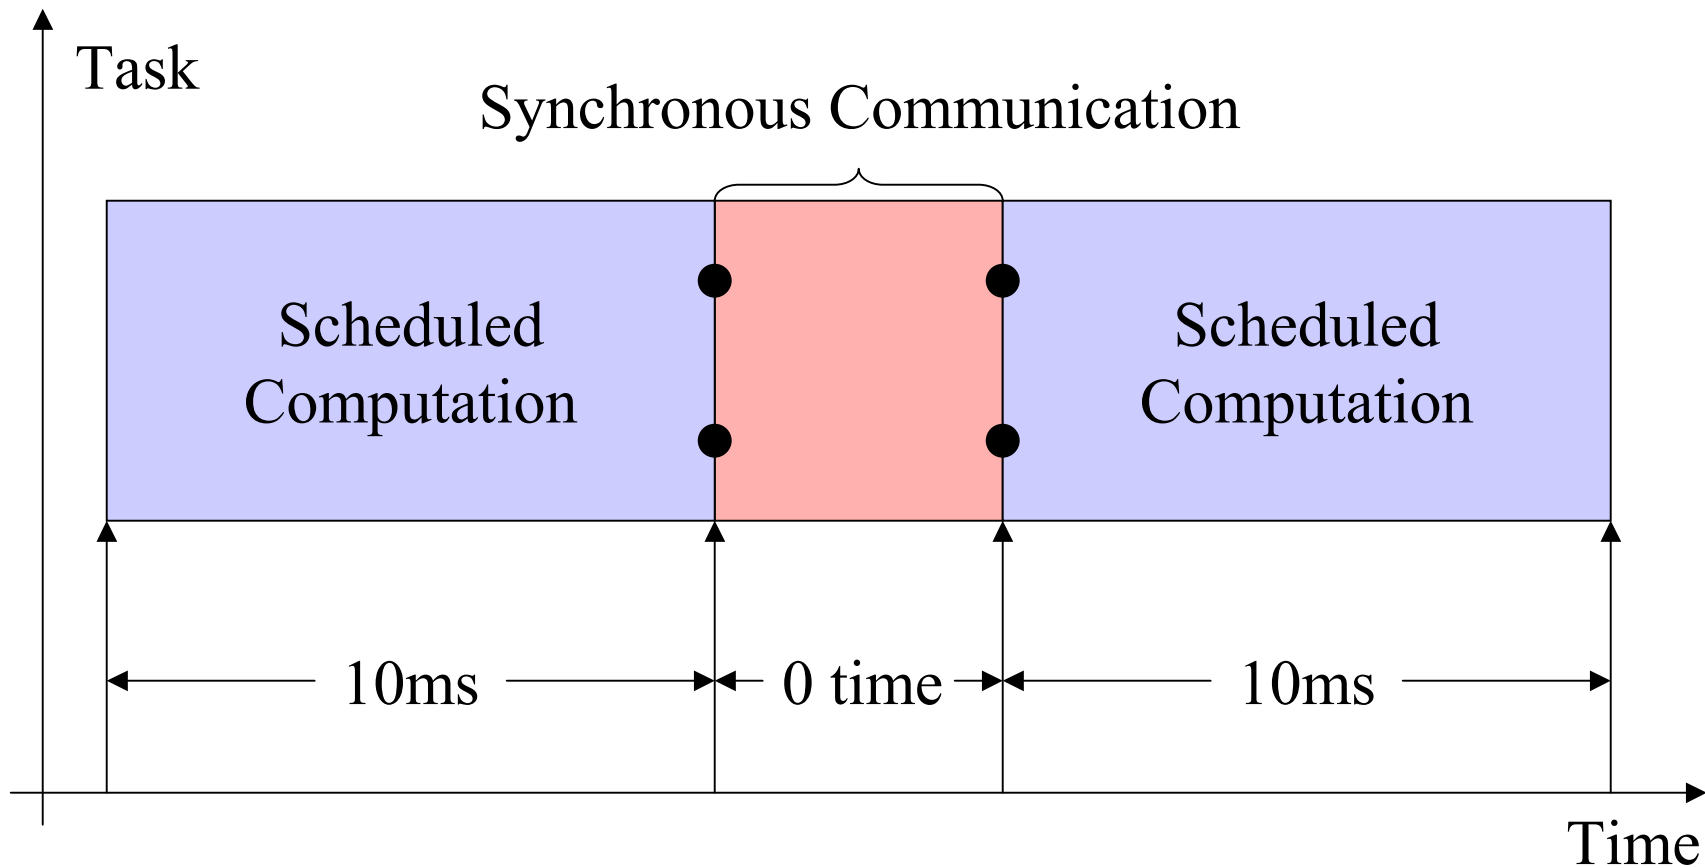 Task
Synchronous Communication
Scheduled
Computation
Scheduled
Computation
10ms
0 time
10ms
Time